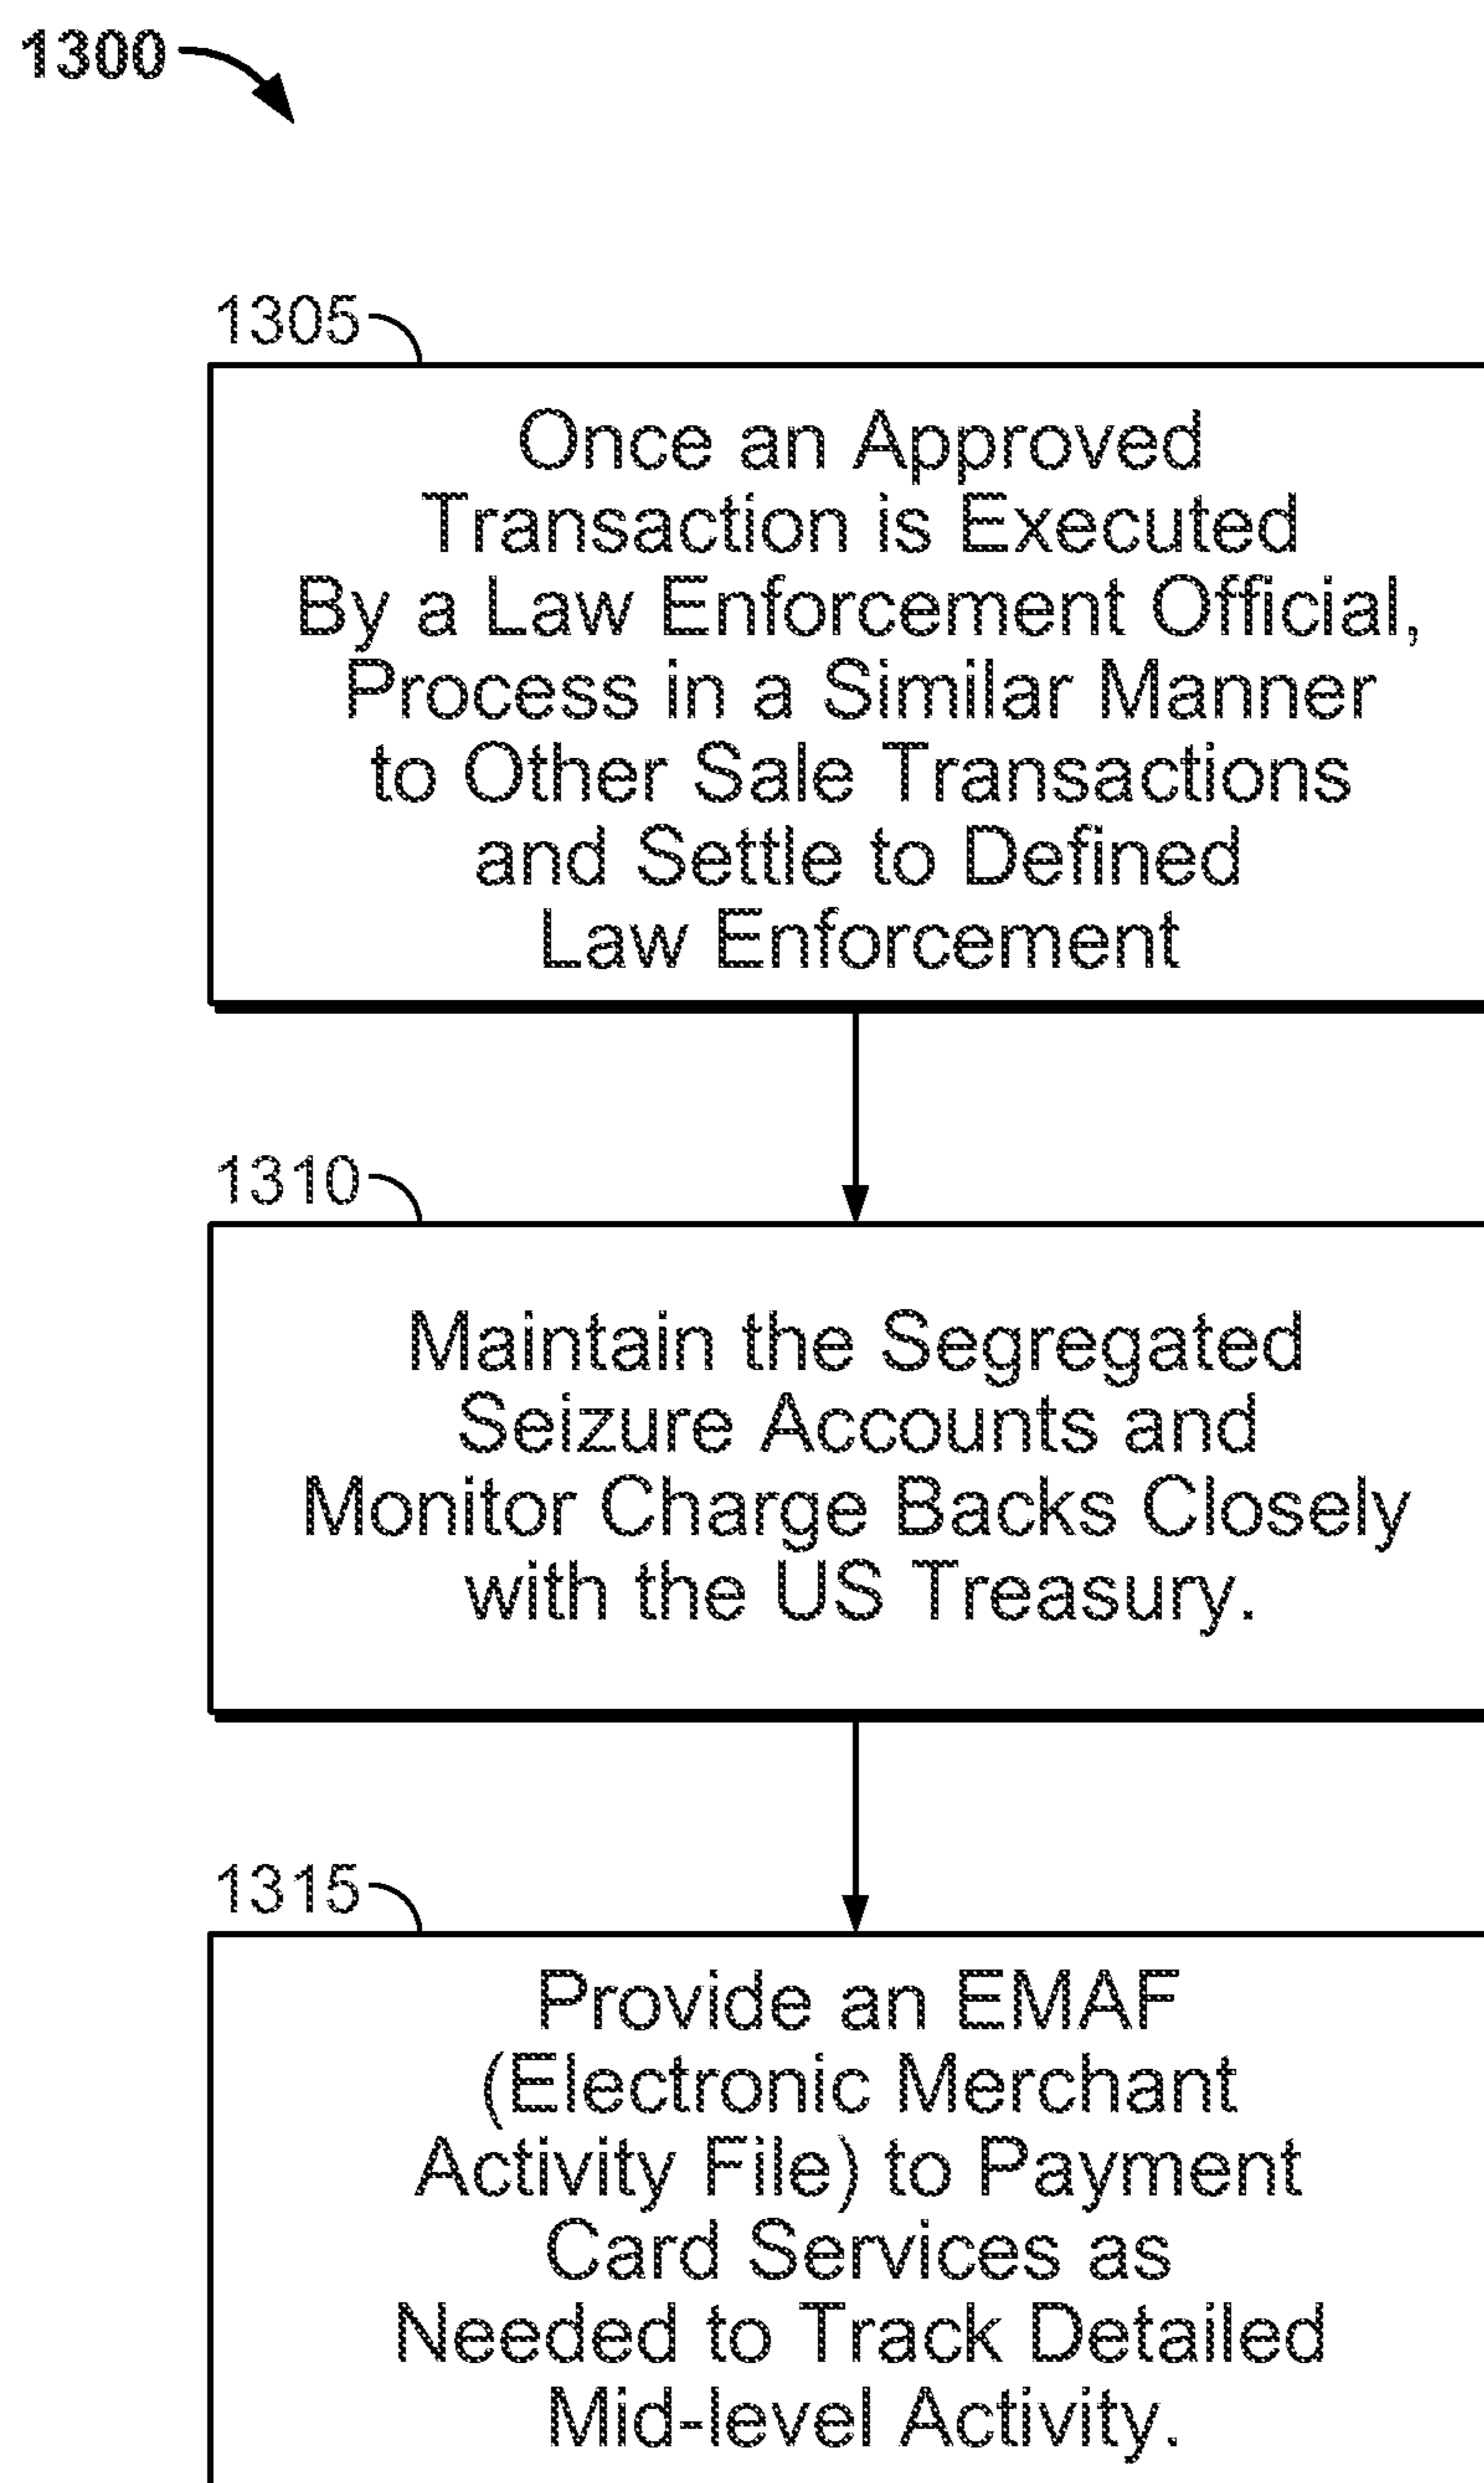 1300
1305
Once an Approved
Transaction is Executed
By a Law Enforcement Official,
Process in a Similar Manner
to Other Sale Transactions
and Settle to Defined
Law Enforcement
1310
Maintain the Segregated
Seizure Accounts and
Monitor Charge Backs Closely
with the US Treasury.
1315
Provide an EMAF
(Electronic Merchant
Activity File) to Payment
Card Services as
Needed to Track Detailed
Mid-level Activity.